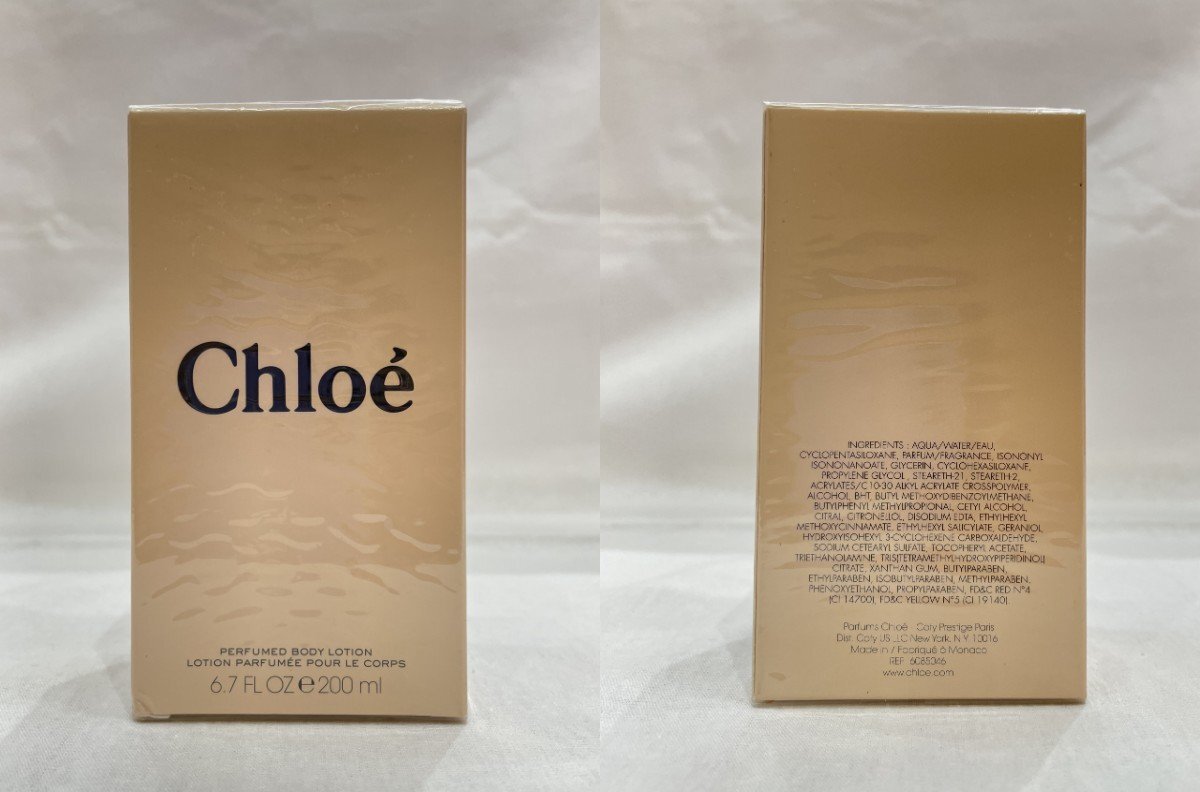 Chloé
PERFUMED BODY LOTION
LOTION PARFUMÉE POUR LE CORPS
6.7 FL OZ e 200 ml
INGREDIENTS : AQUA/WATER/EAU,
CYCLOPENTASILOXANE, PARFUM/FRAGRANCE, ISONONYL
ISONONANOATE, GLYCERIN, CYCLOHEXASILOXANE,
PROPYLENE GLYCOL, STEARETH-21, STEARETH-2,
ACRYLATES/C 10-30 ALKYL ACRYLATE CROSSPOLYMER,
ALCOHOL, BHT, BUTYL METHOXYDIBENZOYLMETHANE,
BUTYLPHENYL METHYLPROPIONAL, CETYL ALCOHOL,
CITRAL, CITRONELLOL, DISODIUM EDTA, ETHYLHEXYL
METHOXYCINNAMATE, ETHYLHEXYL SALICYLATE, GERANIOL,
HYDROXYISOHEXYL 3-CYCLOHEXENE CARBOXALDEHYDE,
SODIUM CETEARYL SULFATE, TOCOPHERYL ACETATE,
TRIETHANOLAMINE, TRIS(TETRAMETHYLHYDROXYPIPERIDINOL)
CITRATE, XANTHAN GUM, BUTYLPARABEN,
ETHYLPARABEN, ISOBUTYLPARABEN, METHYLPARABEN,
PHENOXYETHANOL, PROPYLPARABEN, FD&C RED N°4
(CI 14700), FD&C YELLOW N°5 (CI 19140).
Parfums Chloé - Coty Prestige Paris
Dist. Coty US LLC New York, N.Y. 10016
Made in / Fabriqué à Monaco
REF. 6085346
www.chloe.com